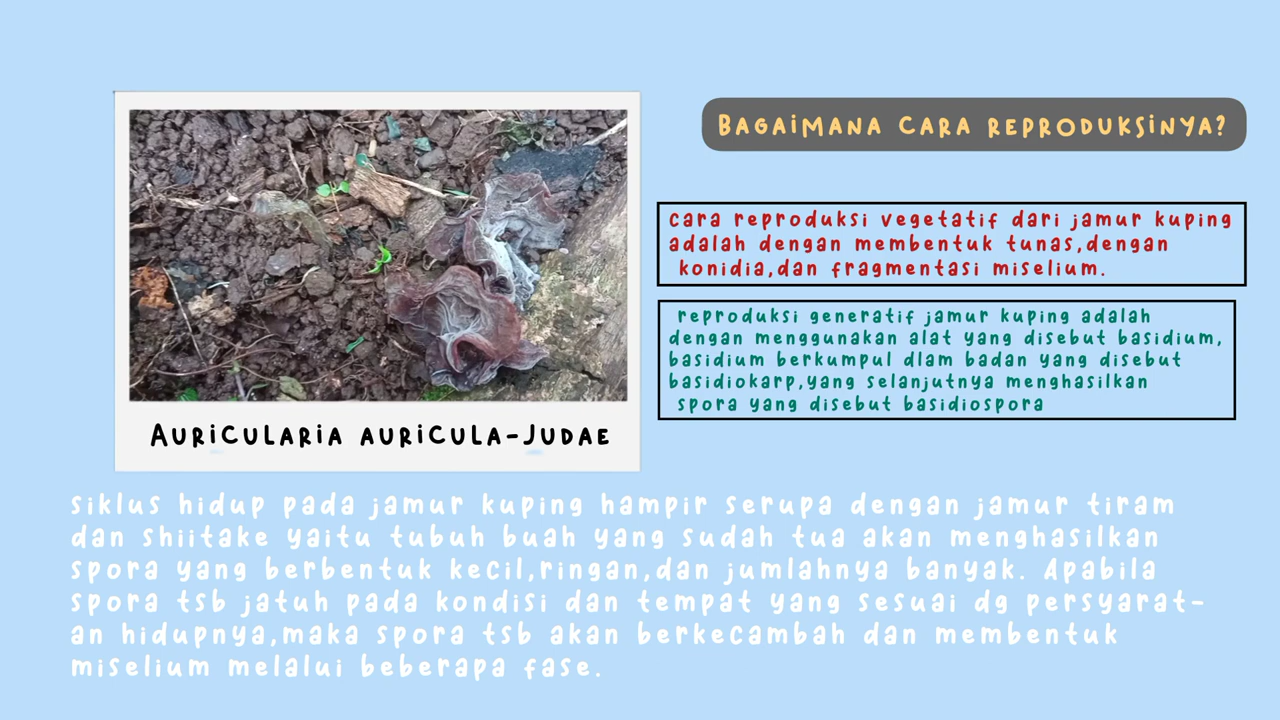 Auricularia auricula-Judae
Bagaimana cara reproduksinya?
cara reproduksi vegetatif dari jamur kuping
adalah dengan membentuk tunas,dengan
konidia,dan fragmentasi miselium.
reproduksi generatif jamur kuping adalah
dengan menggunakan alat yang disebut basidium,
basidium berkumpul dlam badan yang disebut
basidiokarp,yang selanjutnya menghasilkan
spora yang disebut basidiospora
siklus hidup pada jamur kuping hampir serupa dengan jamur tiram
dan shiitake yaitu tubuh buah yang sudah tua akan menghasilkan
spora yang berbentuk kecil,ringan,dan jumlahnya banyak. Apabila
spora tsb jatuh pada kondisi dan tempat yang sesuai dg persyarat-
an hidupnya,maka spora tsb akan berkecambah dan membentuk
miselium melalui beberapa fase.